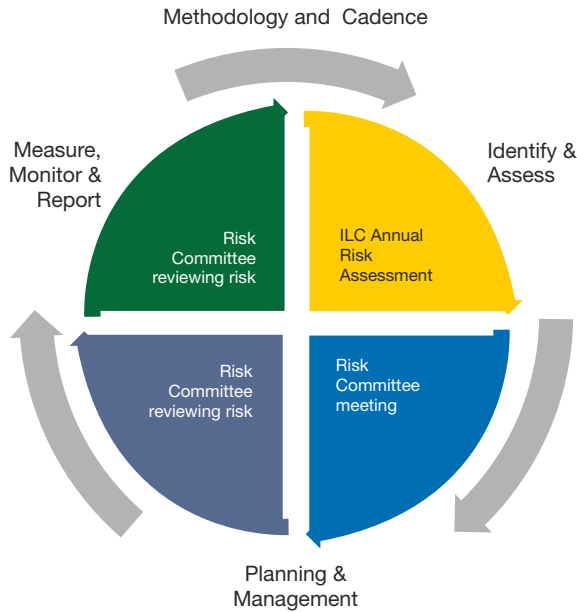 Methodology and Cadence
Measure,
Monitor &
Report
Identify &
Assess
Risk
Committee
reviewing risk
ILC Annual
Risk
Assessment
Risk
Committee
reviewing risk
Risk
Committee
meeting
Planning &
Management